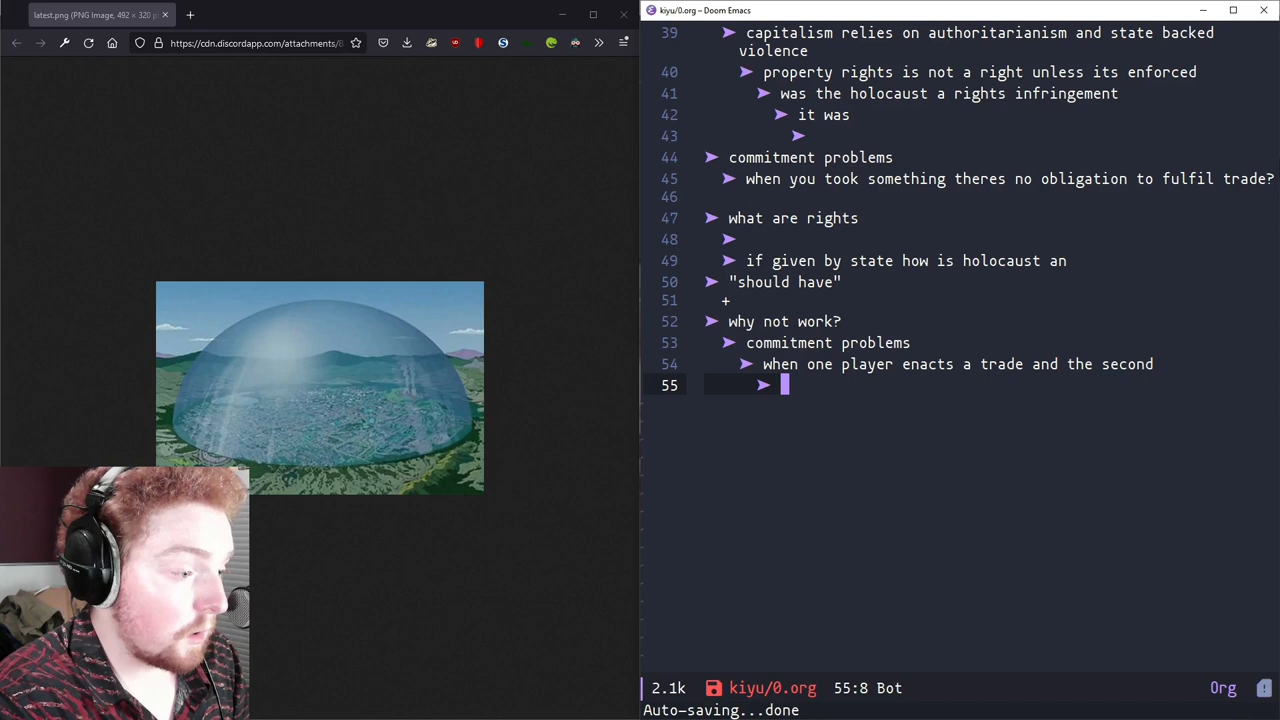 latest.png (PNG Image, 492 × 320 p
https://cdn.discordapp.com/attachments/8
kiyu/0.org – Doom Emacs
39 capitalism relies on authoritarianism and state backed
violence
40 property rights is not a right unless its enforced
41 was the holocaust a rights infringement
42 it was
43
44 commitment problems
45 when you took something theres no obligation to fulfil trade?
46
47 what are rights
48
49 if given by state how is holocaust an
50 "should have"
51 +
52 why not work?
53 commitment problems
54 when one player enacts a trade and the second
55
2.1k kiyu/0.org 55:8 Bot Org
Auto-saving...done